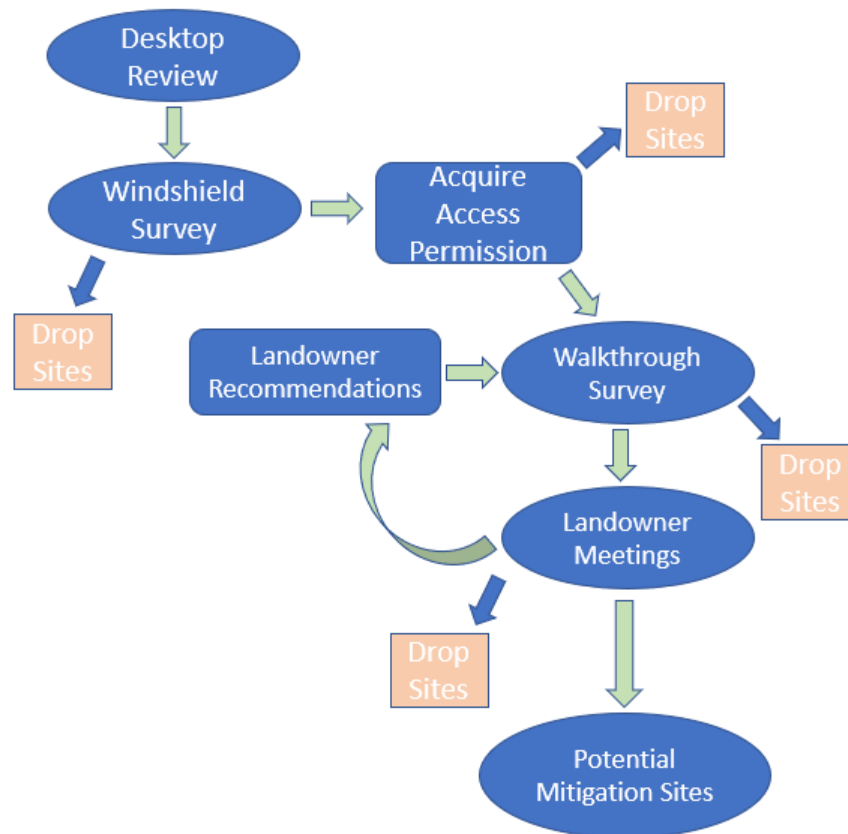 Desktop
Review
Drop
Sites
Windshield
Survey
Acquire
Access
Permission
Drop
Sites
Landowner
Recommendations
Walkthrough
Survey
Drop
Sites
Landowner
Meetings
Drop
Sites
Potential
Mitigation Sites